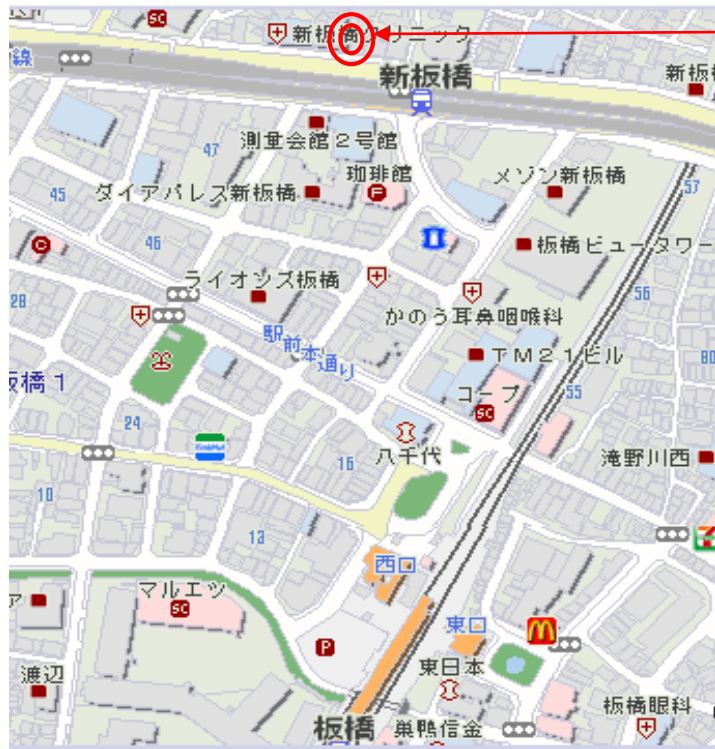 SC
新板橋クリニック
線
新板橋
新板
測量会館2号館
47
珈琲館
メゾン新板橋
57
45
ダイアパレス新板橋
F
46
板橋ビュータワー
C
ライオンズ板橋
56
28
かのう耳鼻咽喉科
駅前本通り
TM21ビル
80
板橋1
コープ
55
SC
24
八千代
16
滝野川西
10
13
西口
マルエツ
SC
ア
東口
M
P
東日本
渡辺
板橋眼科
板橋
巣鴨信金